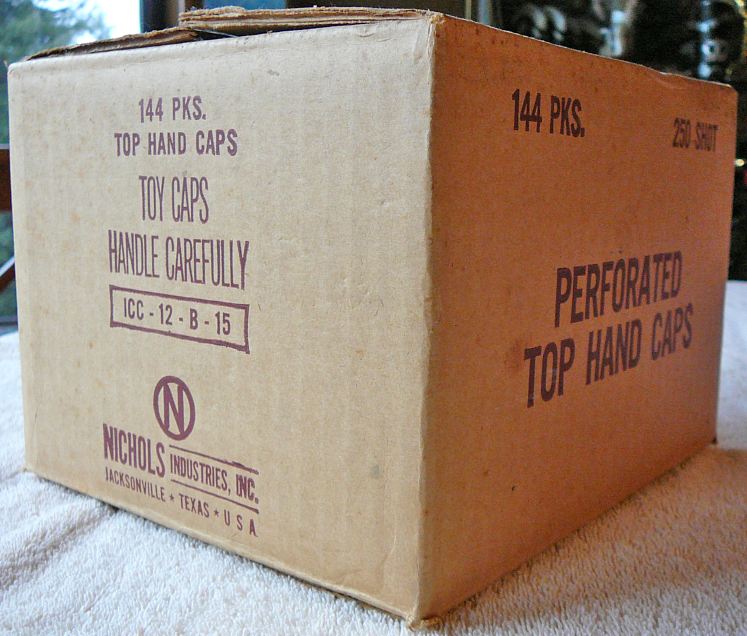 144 PKS.
TOP HAND CAPS
TOY CAPS
HANDLE CAREFULLY
ICC - 12 - B - 15
N
NICHOLS INDUSTRIES, INC.
JACKSONVILLE ★ TEXAS ★ U S A
144 PKS.
250 SHOT
PERFORATED
TOP HAND CAPS